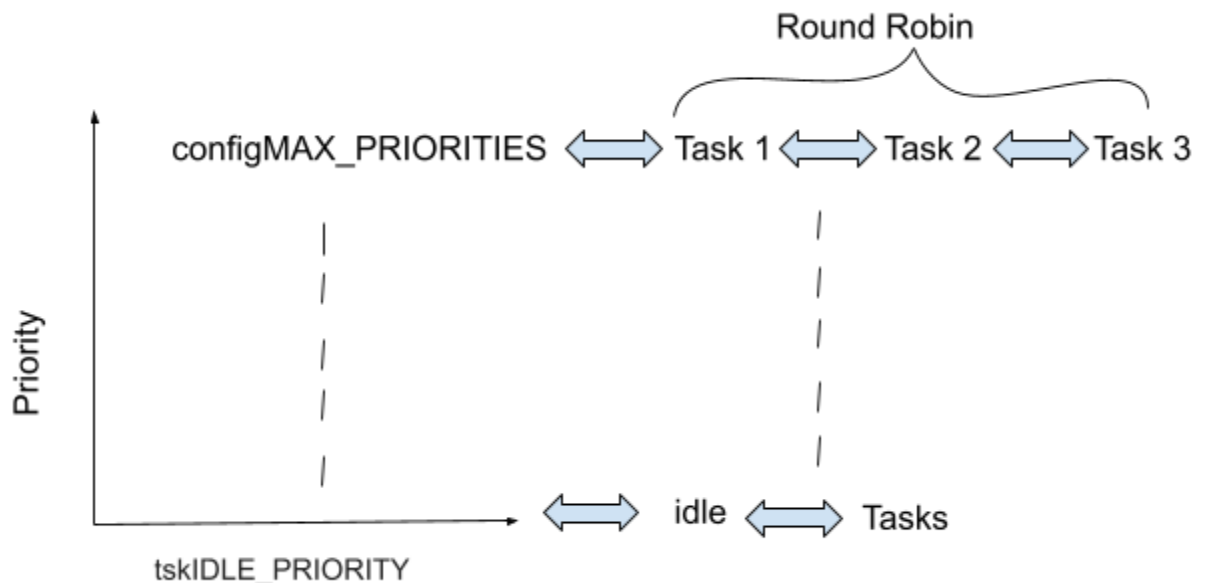 Round Robin
configMAX_PRIORITIES Task 1 Task 2 Task 3
Priority
idle Tasks
tskIDLE_PRIORITY